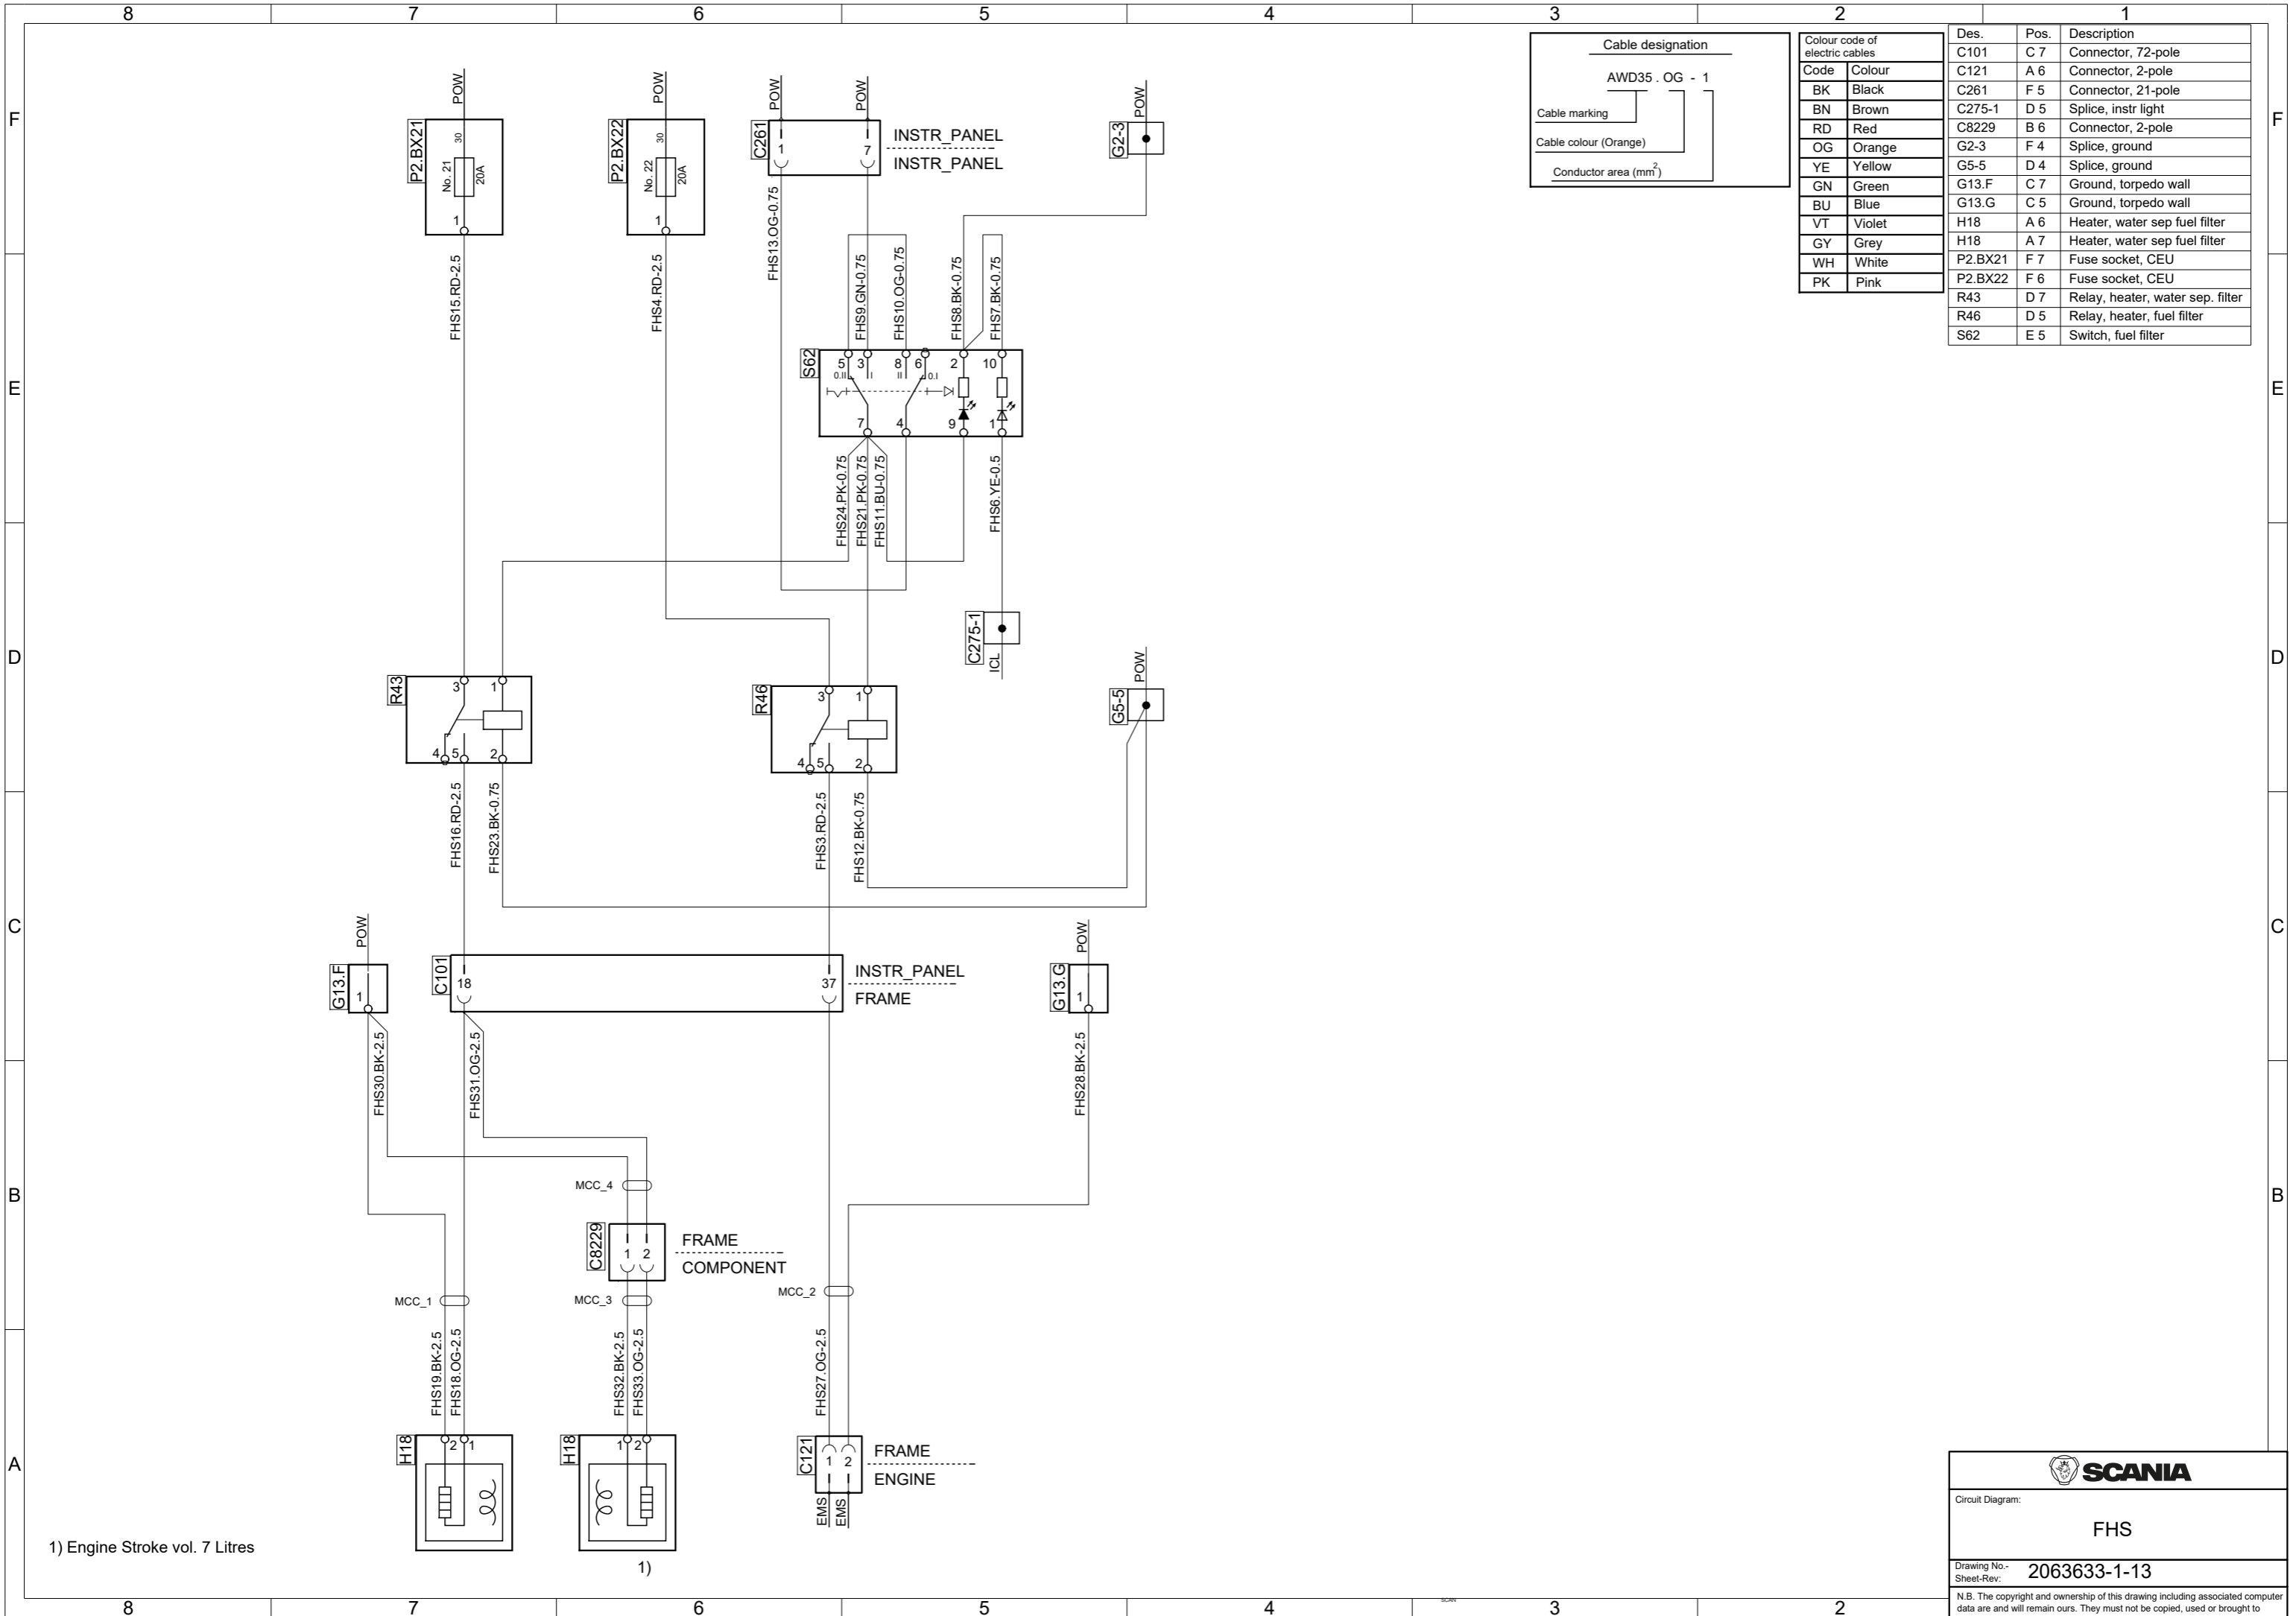 8 7 6 5 4 3 2 1
F
E
D
C
B
A
F
E
D
C
B
Cable designation
AWD35 . OG - 1
Cable marking
Cable colour (Orange)
Conductor area (mm2)
Colour code of
electric cables
Code Colour
BK Black
BN Brown
RD Red
OG Orange
YE Yellow
GN Green
BU Blue
VT Violet
GY Grey
WH White
PK Pink
Des. Pos. Description
C101 C 7 Connector, 72-pole
C121 A 6 Connector, 2-pole
C261 F 5 Connector, 21-pole
C275-1 D 5 Splice, instr light
C8229 B 6 Connector, 2-pole
G2-3 F 4 Splice, ground
G5-5 D 4 Splice, ground
G13.F C 7 Ground, torpedo wall
G13.G C 5 Ground, torpedo wall
H18 A 6 Heater, water sep fuel filter
H18 A 7 Heater, water sep fuel filter
P2.BX21 F 7 Fuse socket, CEU
P2.BX22 F 6 Fuse socket, CEU
R43 D 7 Relay, heater, water sep. filter
R46 D 5 Relay, heater, fuel filter
S62 E 5 Switch, fuel filter
POW POW POW POW POW
P2.BX21 30 No. 21 20A 1
P2.BX22 30 No. 22 20A 1
C261 1 7
INSTR_PANEL
INSTR_PANEL
G2-3
FHS15.RD-2.5
FHS4.RD-2.5
FHS13.OG-0.75
FHS9.GN-0.75
FHS10.OG-0.75
FHS8.BK-0.75
FHS7.BK-0.75
S62
5 3 8 6 2 10
0.II I II 0.I
7 4 9 1
FHS24.PK-0.75
FHS21.PK-0.75
FHS11.BU-0.75
FHS6.YE-0.5
C275-1
ICL
POW
G5-5
R43 3 1
4 5 2
R46 3 1
4 5 2
FHS16.RD-2.5
FHS23.BK-0.75
FHS3.RD-2.5
FHS12.BK-0.75
POW
G13.F 1
C101 18 37
INSTR_PANEL
FRAME
POW
G13.G 1
FHS30.BK-2.5
FHS31.OG-2.5
FHS28.BK-2.5
MCC_4
C8229 1 2
FRAME
COMPONENT
MCC_1
MCC_3
MCC_2
FHS19.BK-2.5
FHS18.OG-2.5
FHS32.BK-2.5
FHS33.OG-2.5
FHS27.OG-2.5
H18 2 1
H18 1 2
C121 1 2
FRAME
ENGINE
EMS EMS
1) Engine Stroke vol. 7 Litres
1)
SCANIA
Circuit Diagram:
FHS
Drawing No.-
Sheet-Rev: 2063633-1-13
N.B. The copyright and ownership of this drawing including associated computer
data are and will remain ours. They must not be copied, used or brought to
8 7 6 5 4 3 2